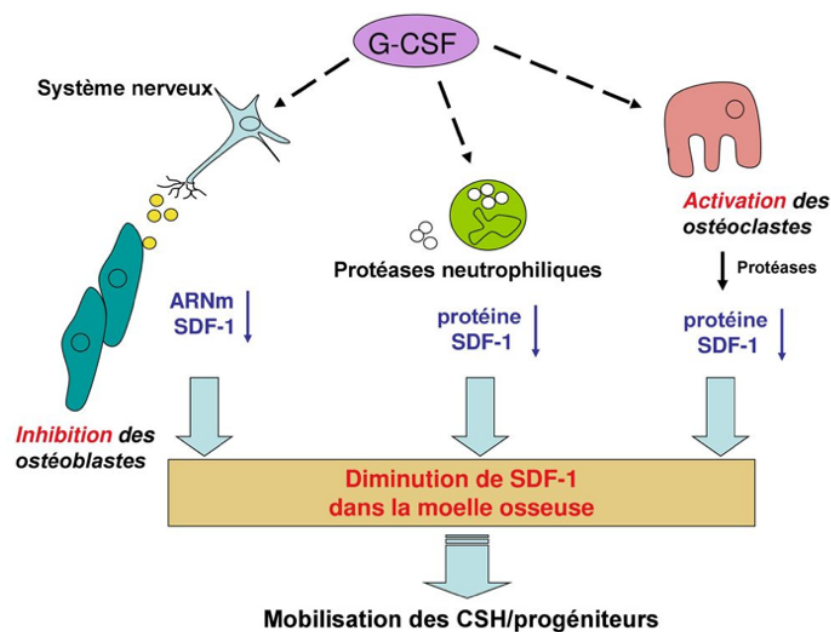 G-CSF
Système nerveux
Activation des
ostéoclastes
Protéases neutrophiliques
Protéases
ARNm
SDF-1
protéine
SDF-1
protéine
SDF-1
Inhibition des
ostéoblastes
Diminution de SDF-1
dans la moelle osseuse
Mobilisation des CSH/progéniteurs